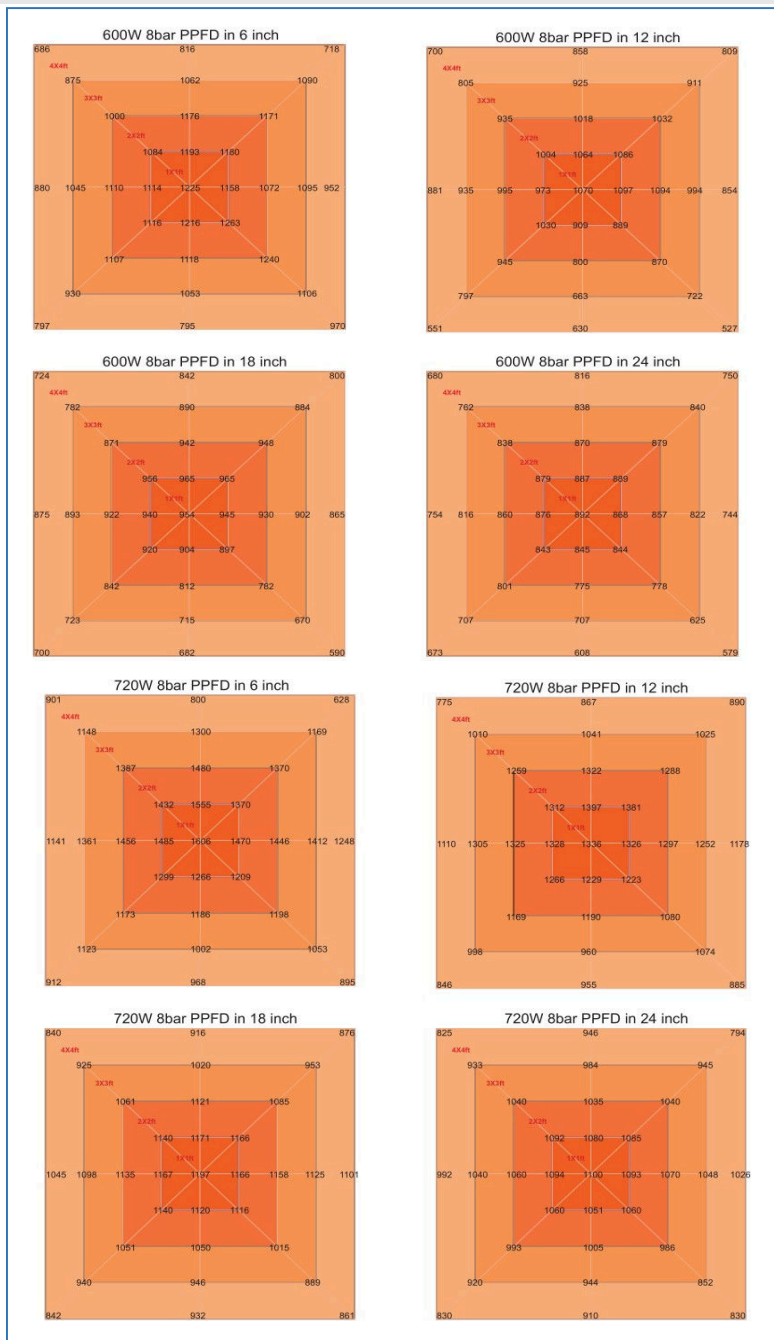 600W 8bar PPFD in 6 inch
686 816 718
4X4ft
875 1062 1090
3X3ft
1000 1176 1171
2X2ft
1084 1193 1180
1X1ft
880 1045 1110 1114 1225 1158 1072 1095 952
1116 1216 1263
1107 1118 1240
930 1053 1106
797 795 970
600W 8bar PPFD in 12 inch
700 858 809
4X4ft
805 925 911
3X3ft
935 1018 1032
2X2ft
1004 1064 1086
1X1ft
881 935 995 973 1070 1097 1094 994 854
1030 909 889
945 800 870
797 663 722
551 630 527
600W 8bar PPFD in 18 inch
724 842 800
4X4ft
782 890 884
3X3ft
871 942 948
2X2ft
956 965 965
1X1ft
875 893 922 940 954 945 930 902 865
920 904 897
842 812 782
723 715 670
700 682 590
600W 8bar PPFD in 24 inch
680 816 750
4X4ft
762 838 840
3X3ft
838 870 879
2X2ft
879 887 889
1X1ft
754 816 860 876 892 868 857 822 744
843 845 844
801 775 778
707 707 625
673 608 579
720W 8bar PPFD in 6 inch
901 800 628
4X4ft
1148 1300 1169
3X3ft
1387 1480 1370
2X2ft
1432 1555 1370
1X1ft
1141 1361 1456 1485 1606 1470 1446 1412 1248
1299 1266 1209
1173 1186 1198
1123 1002 1053
912 968 895
720W 8bar PPFD in 12 inch
775 867 890
4X4ft
1010 1041 1025
3X3ft
1259 1322 1288
2X2ft
1312 1397 1381
1X1ft
1110 1305 1325 1328 1336 1326 1297 1252 1178
1266 1229 1223
1169 1190 1080
998 960 1074
846 955 885
720W 8bar PPFD in 18 inch
840 916 876
4X4ft
925 1020 953
3X3ft
1061 1121 1085
2X2ft
1140 1171 1166
1X1ft
1045 1098 1135 1167 1197 1166 1158 1125 1101
1140 1120 1116
1051 1050 1015
940 946 889
842 932 861
720W 8bar PPFD in 24 inch
825 946 794
4X4ft
933 984 945
3X3ft
1040 1035 1040
2X2ft
1092 1080 1085
1X1ft
992 1040 1060 1094 1100 1093 1070 1048 1026
1060 1051 1060
993 1005 986
920 944 852
830 910 830